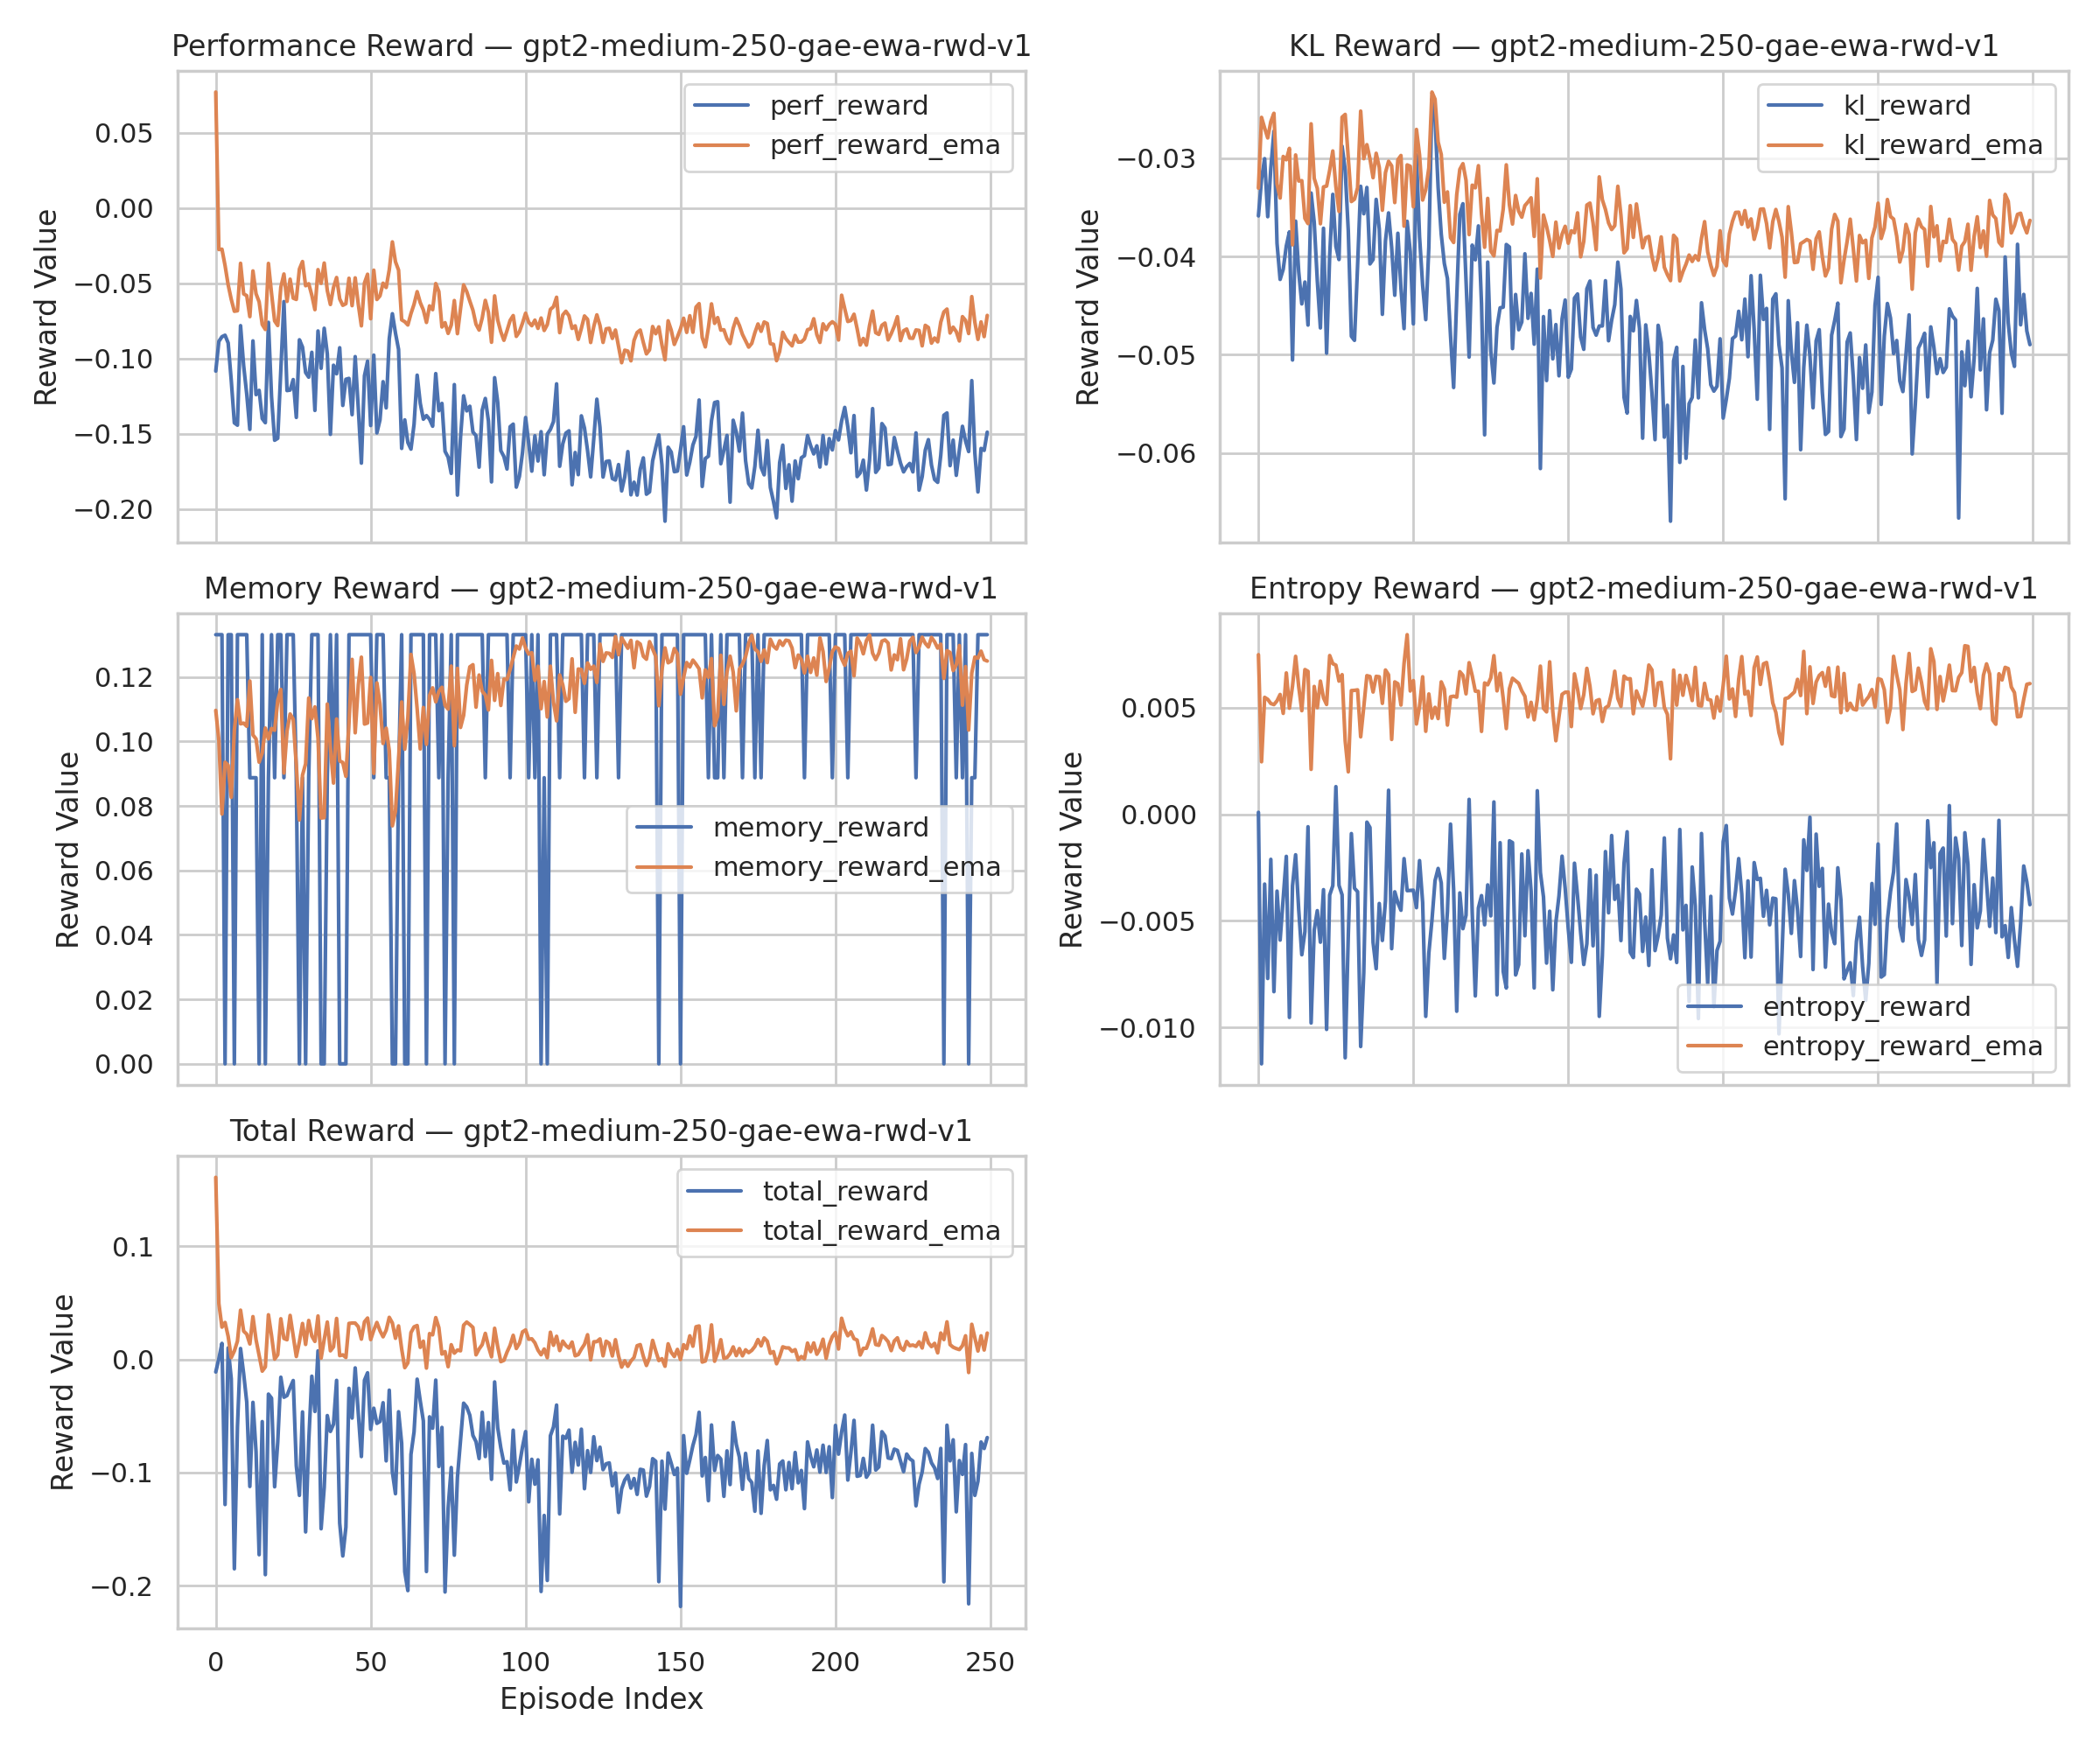 Performance Reward — gpt2-medium-250-gae-ewa-rwd-v1
Reward Value
0.05
0.00
−0.05
−0.10
−0.15
−0.20
perf_reward
perf_reward_ema
KL Reward — gpt2-medium-250-gae-ewa-rwd-v1
Reward Value
−0.03
−0.04
−0.05
−0.06
kl_reward
kl_reward_ema
Memory Reward — gpt2-medium-250-gae-ewa-rwd-v1
Reward Value
0.12
0.10
0.08
0.06
0.04
0.02
0.00
memory_reward
memory_reward_ema
Entropy Reward — gpt2-medium-250-gae-ewa-rwd-v1
Reward Value
0.005
0.000
−0.005
−0.010
entropy_reward
entropy_reward_ema
Total Reward — gpt2-medium-250-gae-ewa-rwd-v1
Reward Value
0.1
0.0
−0.1
−0.2
total_reward
total_reward_ema
0 50 100 150 200 250
Episode Index